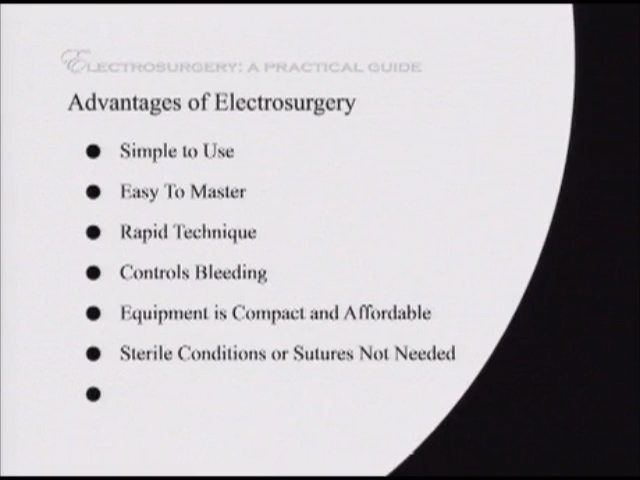 ELECTROSURGERY: A PRACTICAL GUIDE
Advantages of Electrosurgery
● Simple to Use
● Easy To Master
● Rapid Technique
● Controls Bleeding
● Equipment is Compact and Affordable
● Sterile Conditions or Sutures Not Needed
●